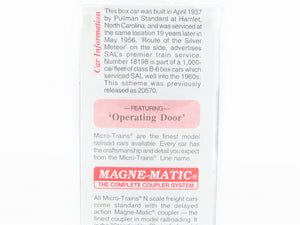 Car Information
This box car was built in April 1937
by Pullman Standard at Hamlet,
North Carolina, and was serviced at
the same location 19 years later in
May 1956. 'Route of the Silver
Meteor' on the side, advertise
SAL's premier train service.
Number 18198 is part of a 1,000-
car fleet of class B-6 box cars which
serviced SAL well into the 1960s.
This scheme was previously
released as 20570.
—FEATURING—
'Operating Door'
Micro-Trains® are the finest model
railroad cars available. Every car has
the craftsmanship and detail you expect
from the Micro-Trains® Line name.
MAGNE-MATIC®
THE COMPLETE COUPLER SYSTEM
All Micro-Trains N scale freight cars
come standard with the delayed
action Magne-Matic® coupler — the
finest coupler in model railroading. It